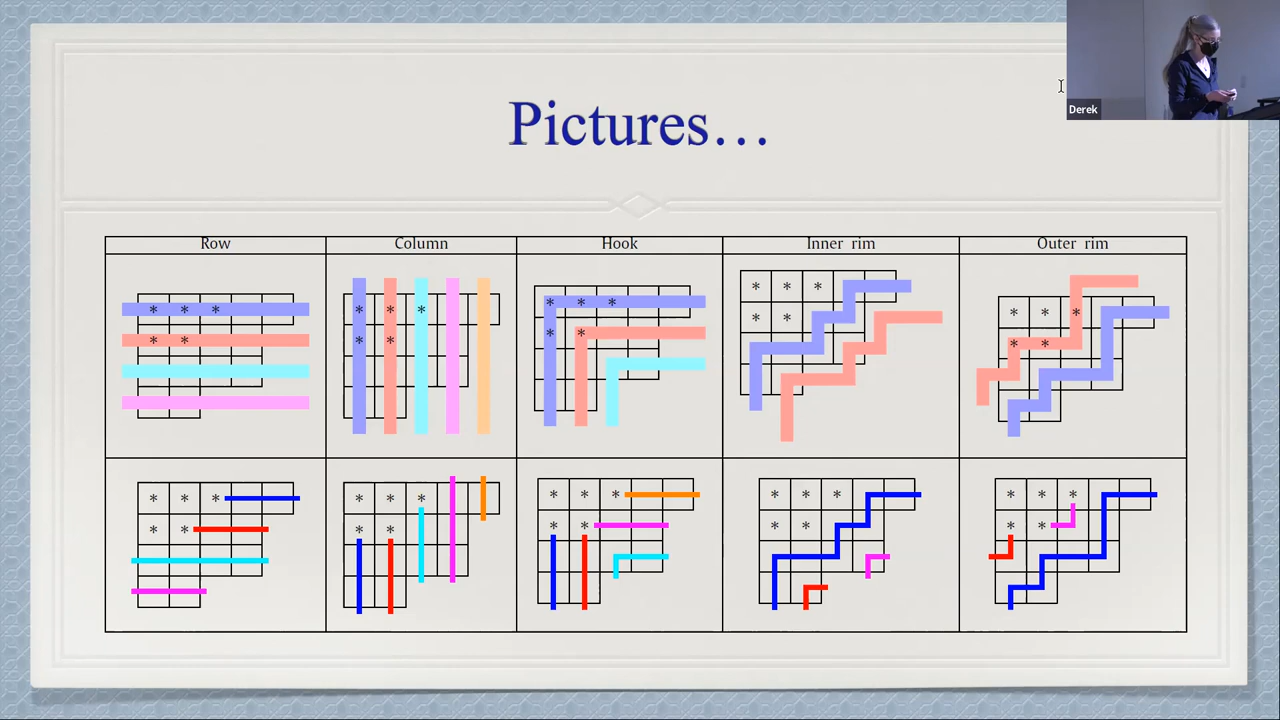 Derek
Pictures…
Row Column Hook Inner rim Outer rim
* * * * * * * * * * * * * * *
* * * * * * * * * *
* * * * * * * * * * * * * * *
* * * * * * * * * *